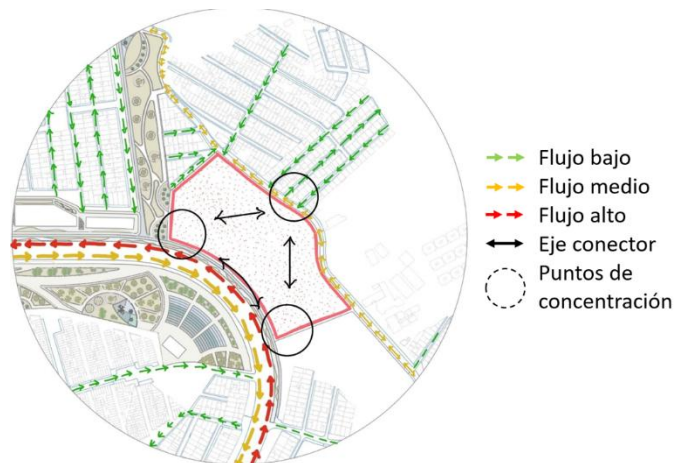 Flujo bajo
Flujo medio
Flujo alto
Eje conector
Puntos de
concentración